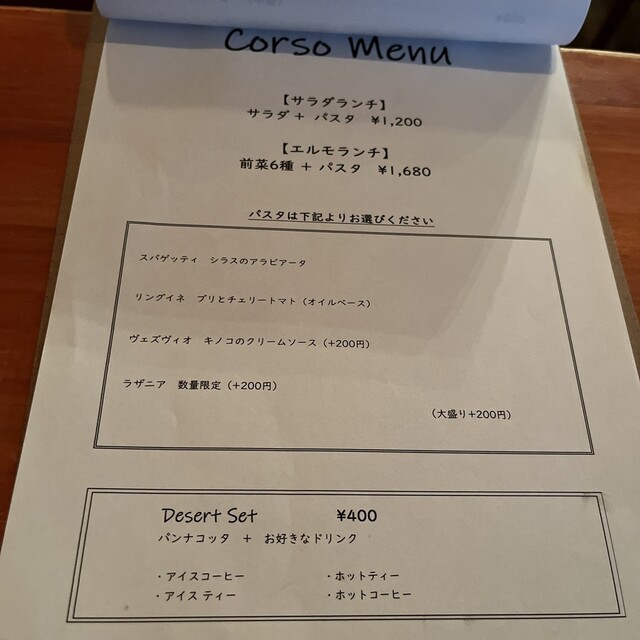 Corso Menu
【サラダランチ】
サラダ + パスタ ¥1,200
【エルモランチ】
前菜6種 + パスタ ¥1,680
パスタは下記よりお選びください
スパゲッティ シラスのアラビアータ
リングイネ ブリとチェリートマト（オイルベース）
ヴェズヴィオ キノコのクリームソース（+200円）
ラザニア 数量限定（+200円）
（大盛り+200円）
Desert Set ¥400
パンナコッタ + お好きなドリンク
・アイスコーヒー ・ホットティー
・アイス ティー ・ホットコーヒー